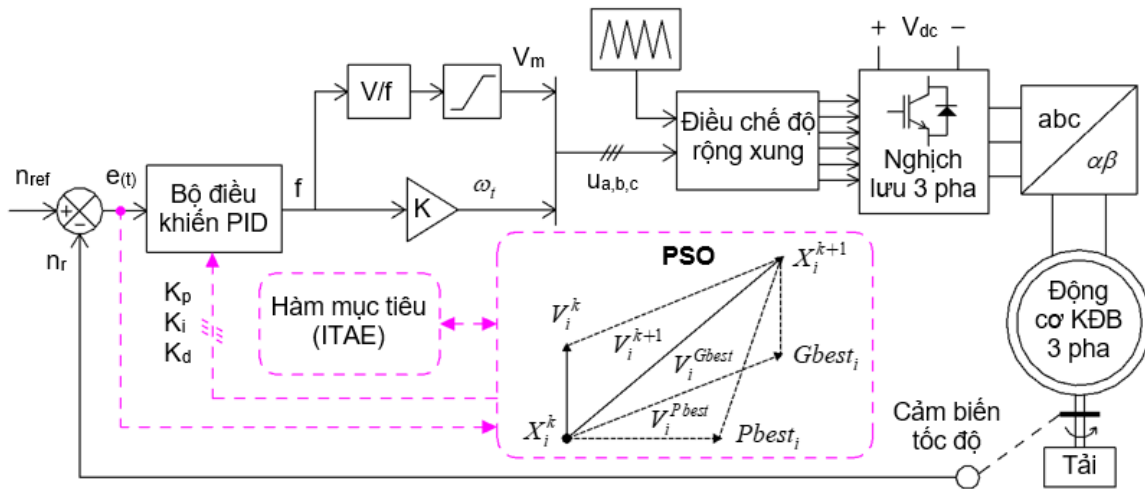 n_ref
e(t)
n_r
Bộ điều
khiển PID
f
V/f
V_m
K
ω_t
u_a,b,c
Điều chế độ
rộng xung
+ V_dc −
Nghịch
lưu 3 pha
abc
αβ
Động
cơ KĐB
3 pha
Tải
Cảm biến
tốc độ
K_p
K_i
K_d
Hàm mục tiêu
(ITAE)
PSO
X_i^{k+1}
V_i^k
V_i^{k+1}
V_i^{Gbest}
Gbest_i
V_i^{Pbest}
X_i^k
Pbest_i